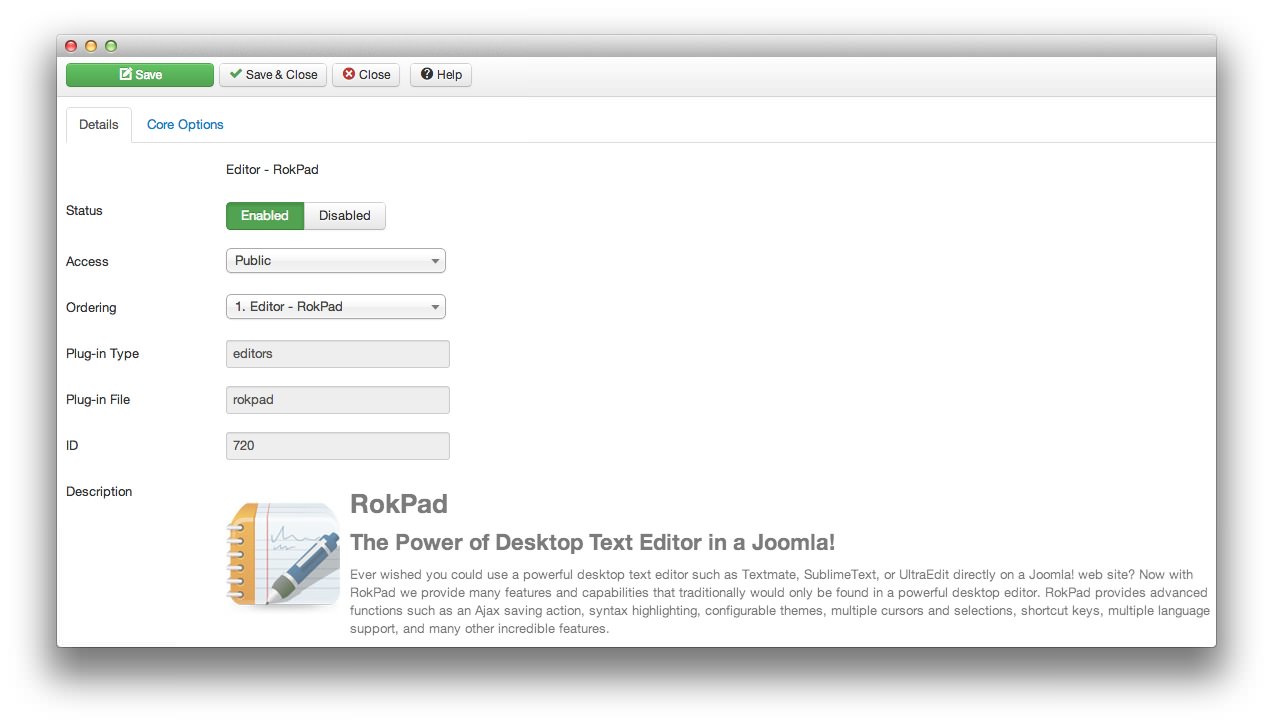 Save
Save & Close
Close
Help
Details
Core Options
Editor - RokPad
Status
Enabled
Disabled
Access
Public
Ordering
1. Editor - RokPad
Plug-in Type
editors
Plug-in File
rokpad
ID
720
Description
RokPad
The Power of Desktop Text Editor in a Joomla!
Ever wished you could use a powerful desktop text editor such as Textmate, SublimeText, or UltraEdit directly on a Joomla! web site? Now with
RokPad we provide many features and capabilities that traditionally would only be found in a powerful desktop editor. RokPad provides advanced
functions such as an Ajax saving action, syntax highlighting, configurable themes, multiple cursors and selections, shortcut keys, multiple language
support, and many other incredible features.